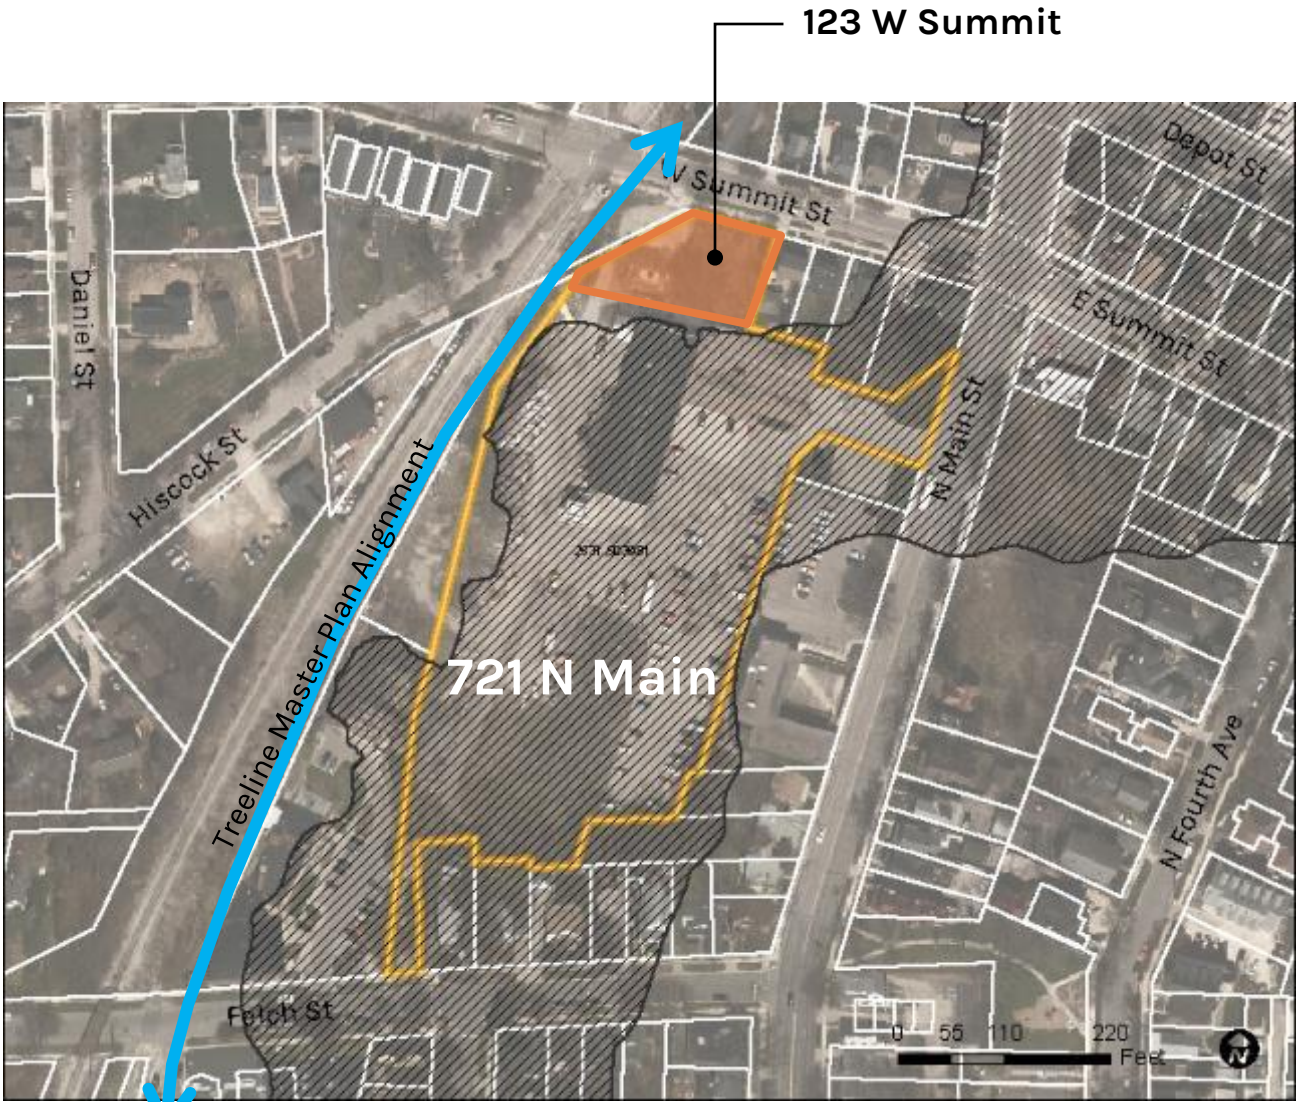 123 W Summit
Depot St
W Summit St
Daniel St
E Summit St
N Main St
Hiscock St
Treeline Master Plan Alignment
721 N Main
N Fourth Ave
Felch St
0 55 110 220
Feet
N